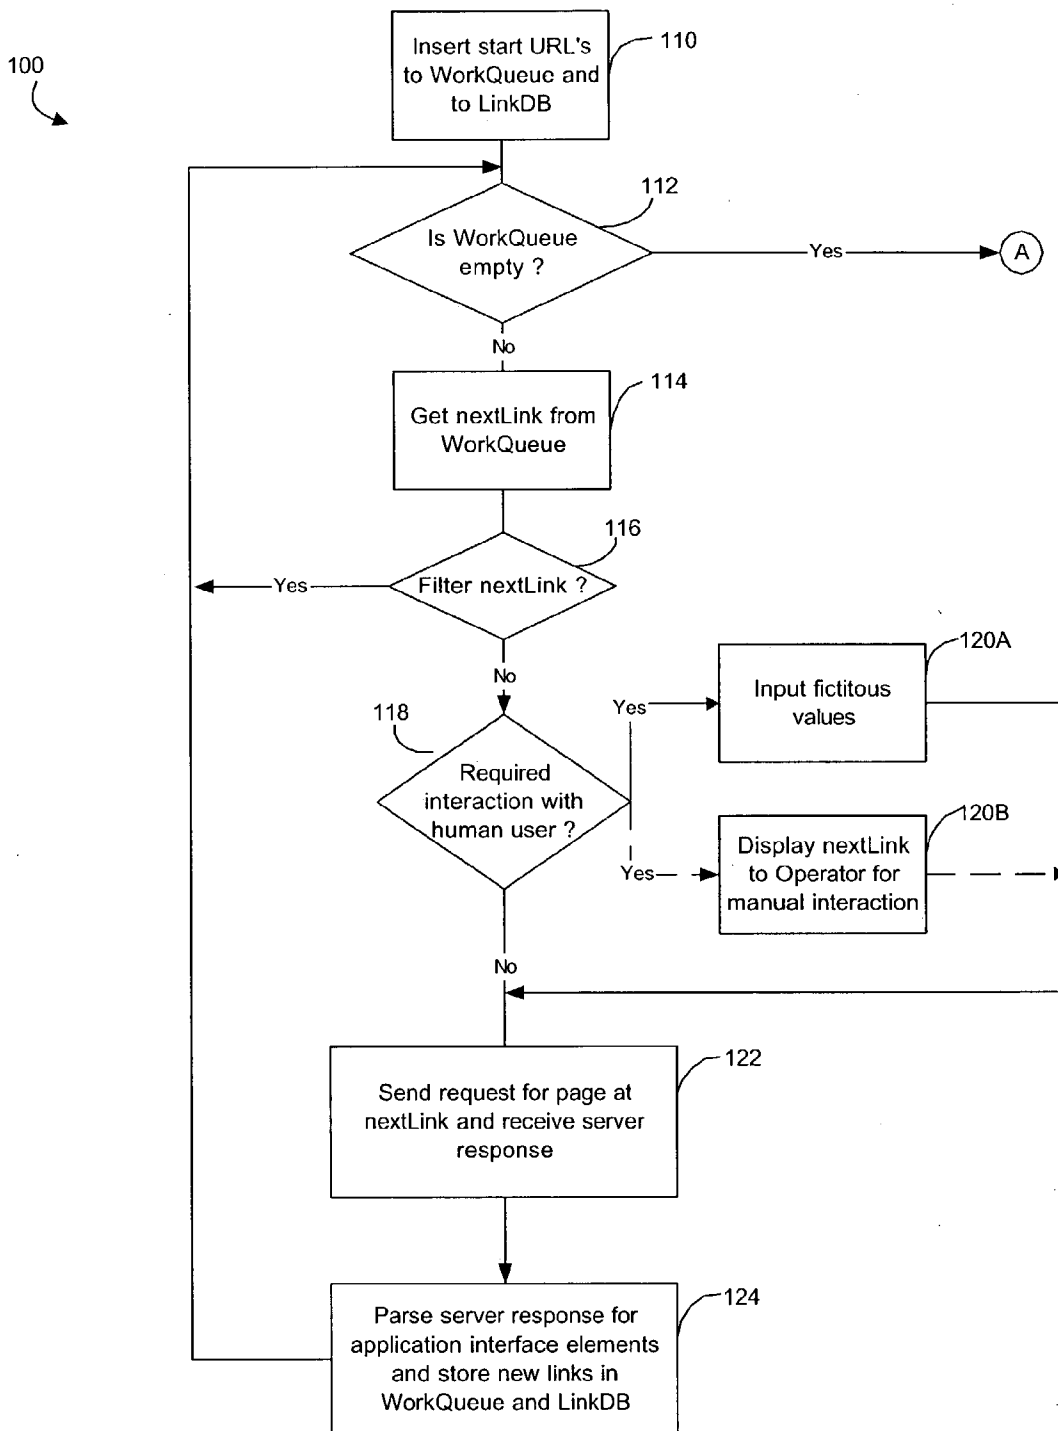 100
Insert start URL's
to WorkQueue and
to LinkDB
110
Is WorkQueue
empty ?
112
Yes
A
No
Get nextLink from
WorkQueue
114
Filter nextLink ?
116
Yes
No
118
Required
interaction with
human user ?
Yes
Input fictitous
values
120A
Yes
Display nextLink
to Operator for
manual interaction
120B
No
Send request for page at
nextLink and receive server
response
122
Parse server response for
application interface elements
and store new links in
WorkQueue and LinkDB
124